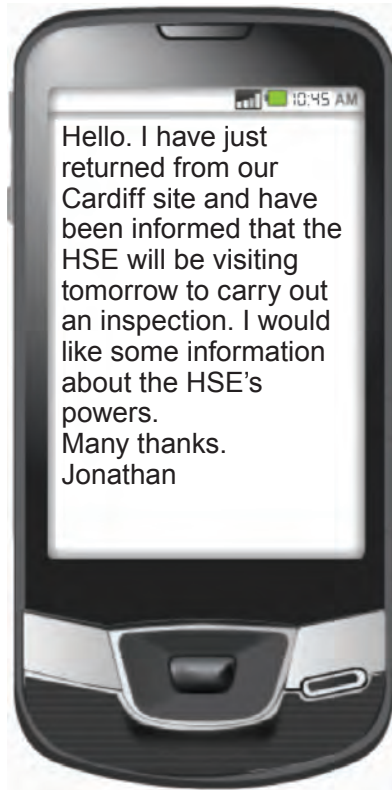 10:45 AM
Hello. I have just
returned from our
Cardiff site and have
been informed that the
HSE will be visiting
tomorrow to carry out
an inspection. I would
like some information
about the HSE’s
powers.
Many thanks.
Jonathan